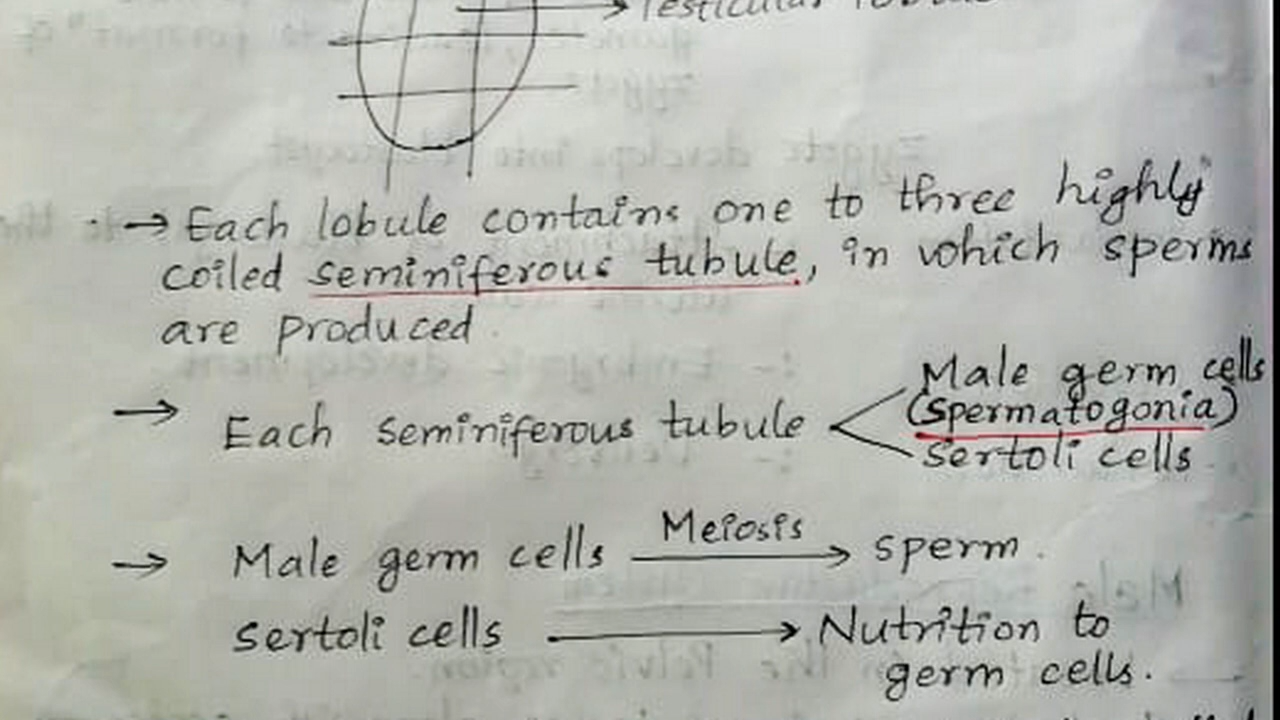 → Testicular
→ Each lobule contains one to three highly
coiled seminiferous tubule, in which sperms
are produced.
→ Each seminiferous tubule < Male germ cells
(spermatogonia)
Sertoli cells.
→ Male germ cells Meiosis → sperm.
Sertoli cells → Nutrition to
germ cells.